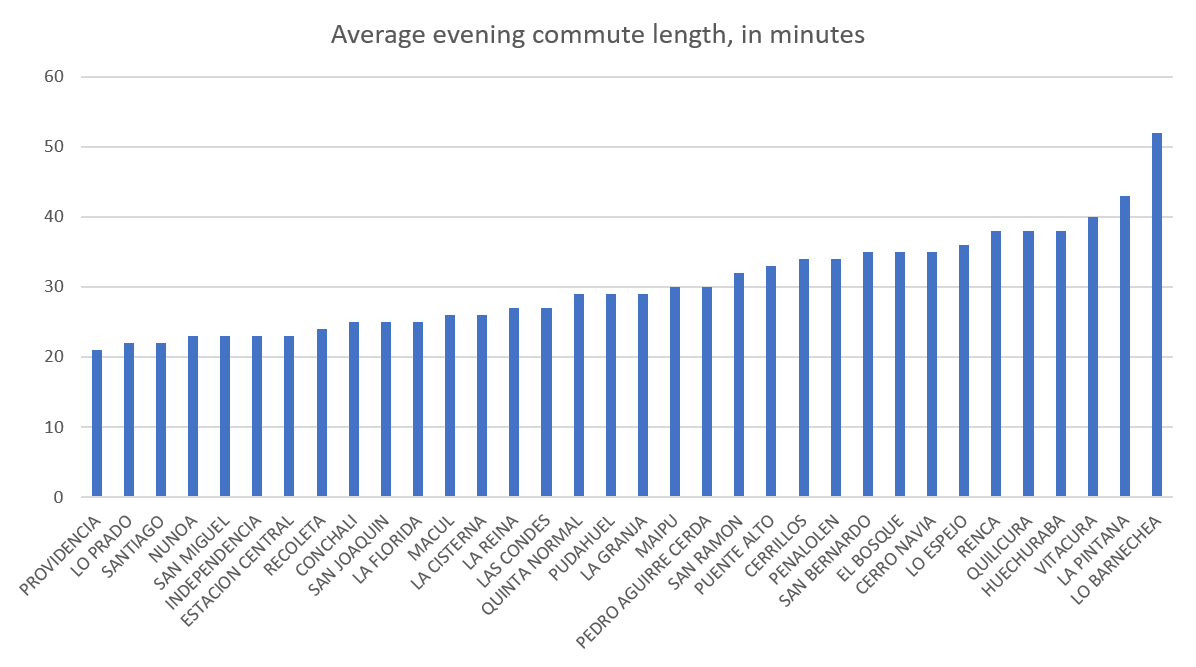 Average evening commute length, in minutes
60
50
40
30
20
10
0
PROVIDENCIA
LO PRADO
SANTIAGO
NUNOA
SAN MIGUEL
INDEPENDENCIA
ESTACION CENTRAL
RECOLETA
CONCHALI
SAN JOAQUIN
LA FLORIDA
MACUL
LA CISTERNA
LA REINA
LAS CONDES
QUINTA NORMAL
PUDAHUEL
LA GRANJA
MAIPU
PEDRO AGUIRRE CERDA
SAN RAMON
PUENTE ALTO
CERRILLOS
PENALOLEN
SAN BERNARDO
EL BOSQUE
CERRO NAVIA
LO ESPEJO
RENCA
QUILICURA
HUECHURABA
VITACURA
LA PINTANA
LO BARNECHEA